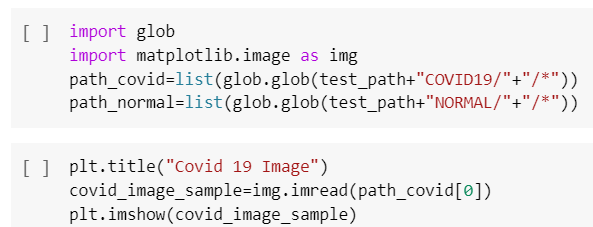 [ ] import glob
import matplotlib.image as img
path_covid=list(glob.glob(test_path+"COVID19/"+"/*"))
path_normal=list(glob.glob(test_path+"NORMAL/"+"/*"))
[ ] plt.title("Covid 19 Image")
covid_image_sample=img.imread(path_covid[0])
plt.imshow(covid_image_sample)